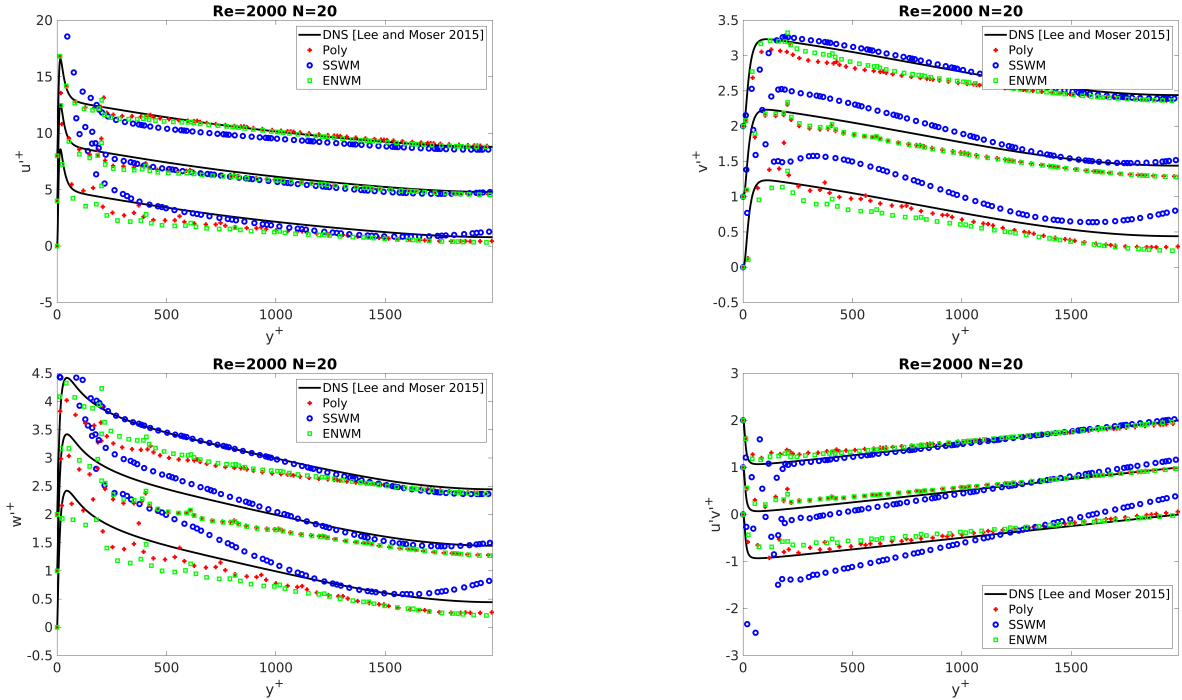 Re=2000 N=20
20
15
10
5
0
-5
u'+
0
500
1000
1500
y+
DNS [Lee and Moser 2015]
Poly
SSWM
ENWM
Re=2000 N=20
3.5
3
2.5
2
1.5
1
0.5
0
-0.5
v'+
0
500
1000
1500
y+
DNS [Lee and Moser 2015]
Poly
SSWM
ENWM
Re=2000 N=20
4.5
4
3.5
3
2.5
2
1.5
1
0.5
0
-0.5
w'+
0
500
1000
1500
y+
DNS [Lee and Moser 2015]
Poly
SSWM
ENWM
Re=2000 N=20
3
2
1
0
-1
-2
-3
u'v'+
0
500
1000
1500
y+
DNS [Lee and Moser 2015]
Poly
SSWM
ENWM